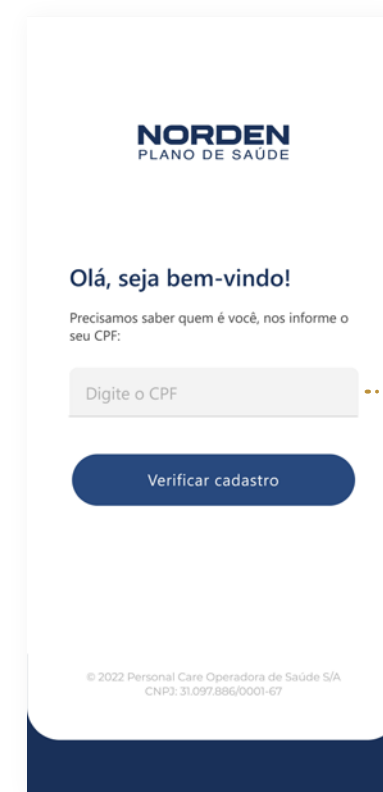 NORDEN
PLANO DE SAÚDE
Olá, seja bem-vindo!
Precisamos saber quem é você, nos informe o
seu CPF:
Digite o CPF
Verificar cadastro
© 2022 Personal Care Operadora de Saúde S/A
CNPJ: 31.097.886/0001-67